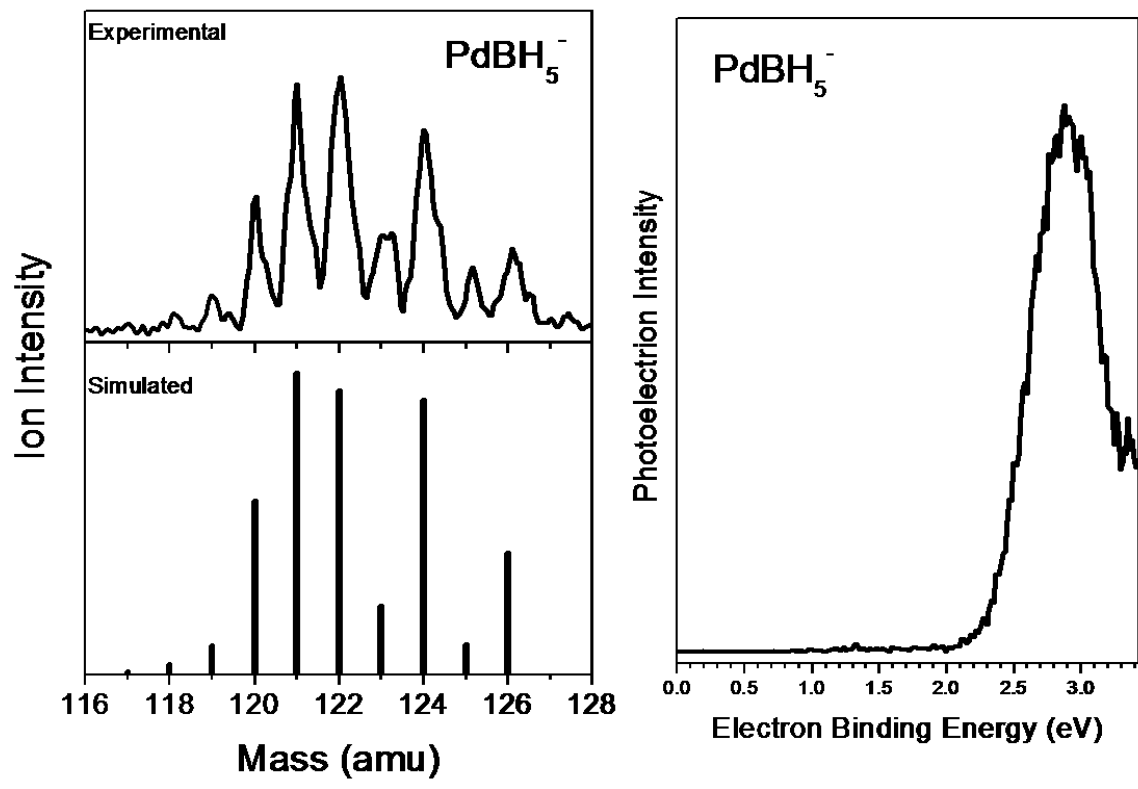 Experimental
PdBH5-
Simulated
Ion Intensity
116 118 120 122 124 126 128
Mass (amu)
PdBH5-
Photoelectrion Intensity
0.0 0.5 1.0 1.5 2.0 2.5 3.0
Electron Binding Energy (eV)